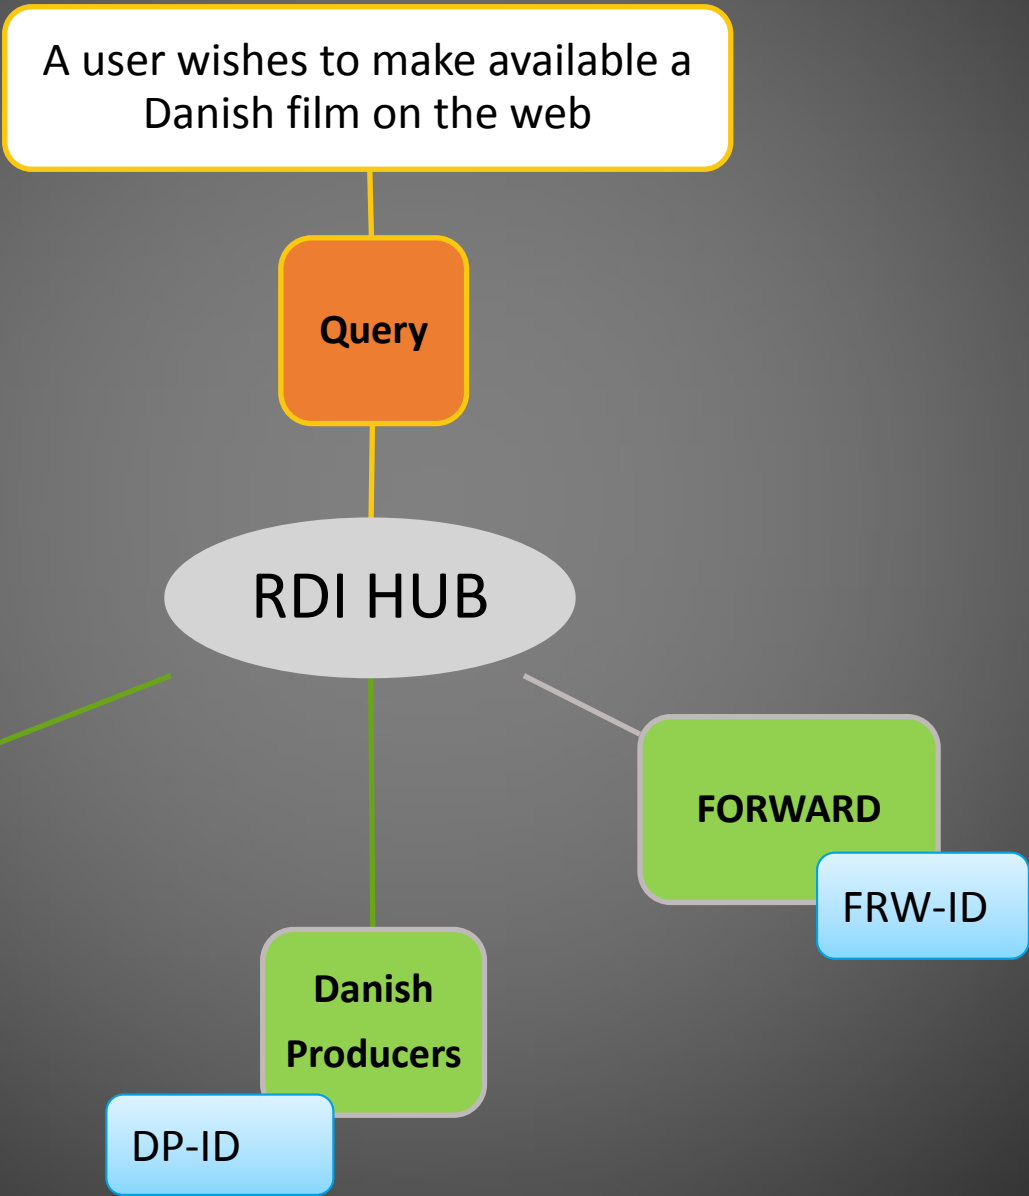 A user wishes to make available a
Danish film on the web
Query
RDI HUB
FORWARD
FRW-ID
Danish
Producers
DP-ID